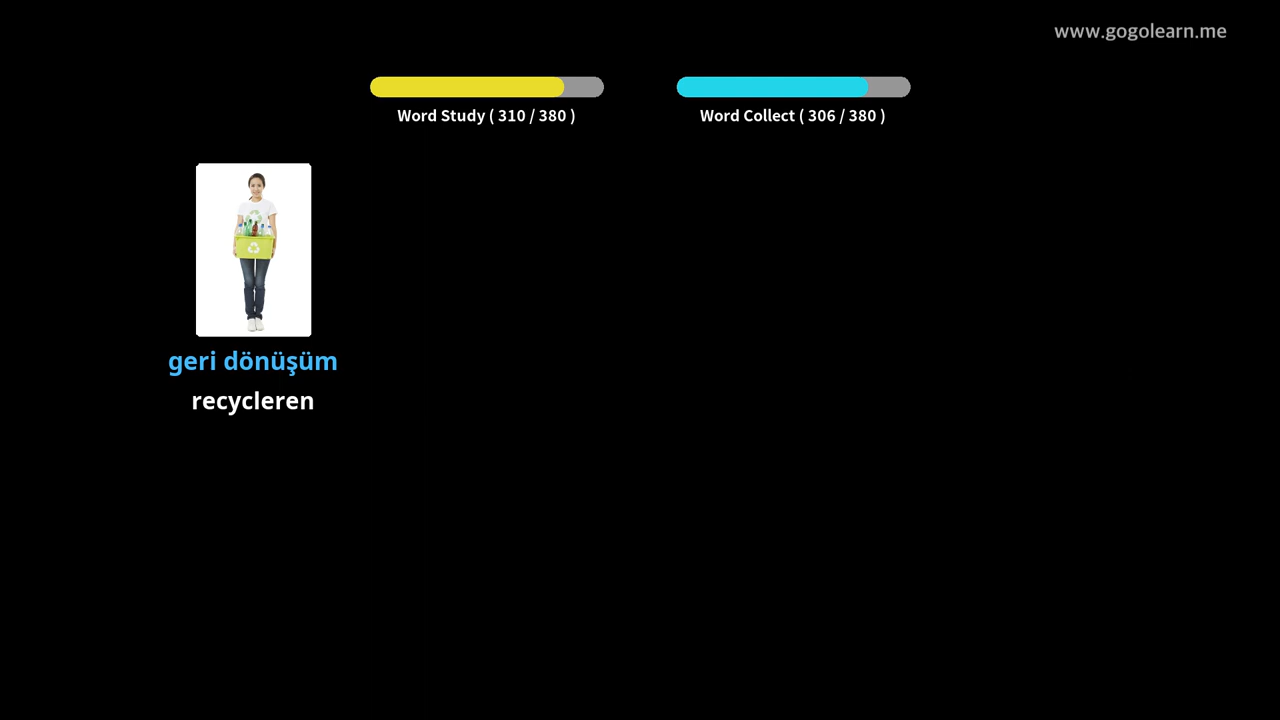 www.gogolearn.me
Word Study ( 310 / 380 )
Word Collect ( 306 / 380 )
geri dönüşüm
recycleren